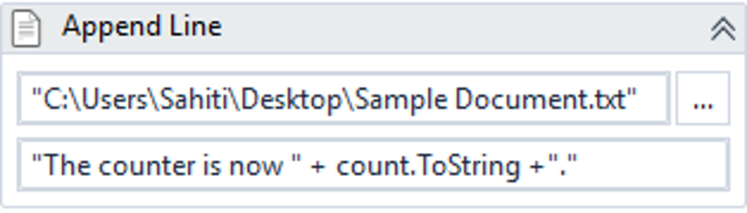 Append Line
"C:\Users\Sahiti\Desktop\Sample Document.txt" ...
"The counter is now " + count.ToString +"."